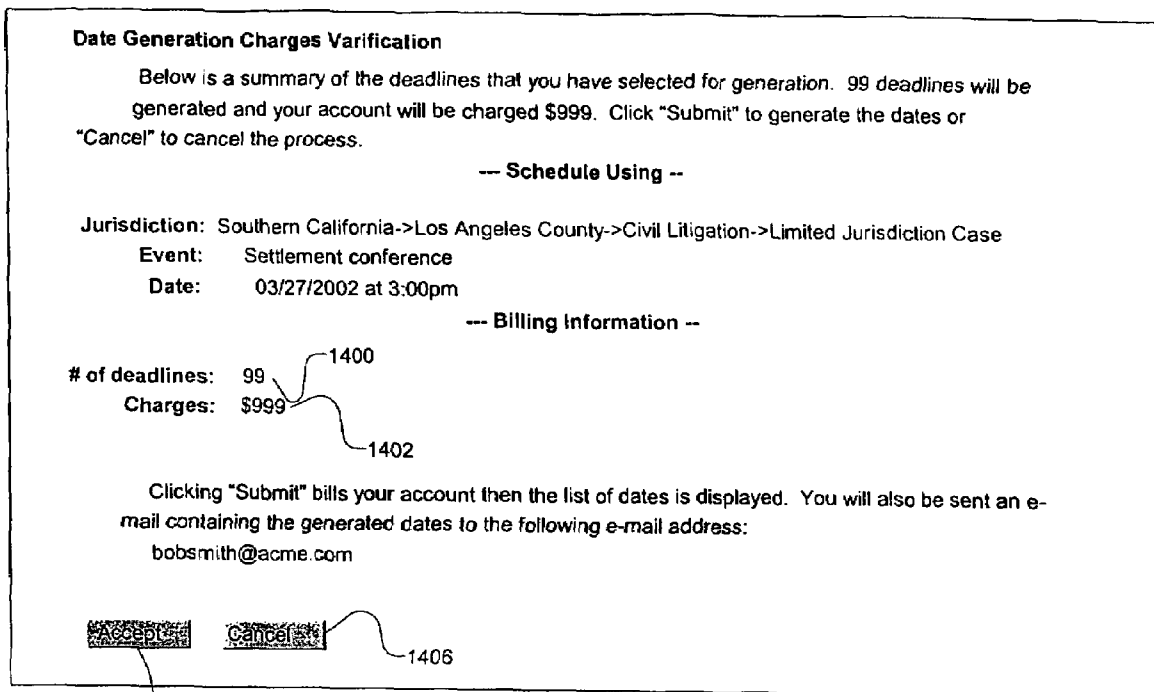 Date Generation Charges Varification
Below is a summary of the deadlines that you have selected for generation. 99 deadlines will be
generated and your account will be charged $999. Click "Submit" to generate the dates or
"Cancel" to cancel the process.
--- Schedule Using --
Jurisdiction: Southern California->Los Angeles County->Civil Litigation->Limited Jurisdiction Case
Event: Settlement conference
Date: 03/27/2002 at 3:00pm
--- Billing Information --
1400
# of deadlines: 99
Charges: $999
1402
Clicking "Submit" bills your account then the list of dates is displayed. You will also be sent an e-
mail containing the generated dates to the following e-mail address:
bobsmith@acme.com
Accept Cancel
1406